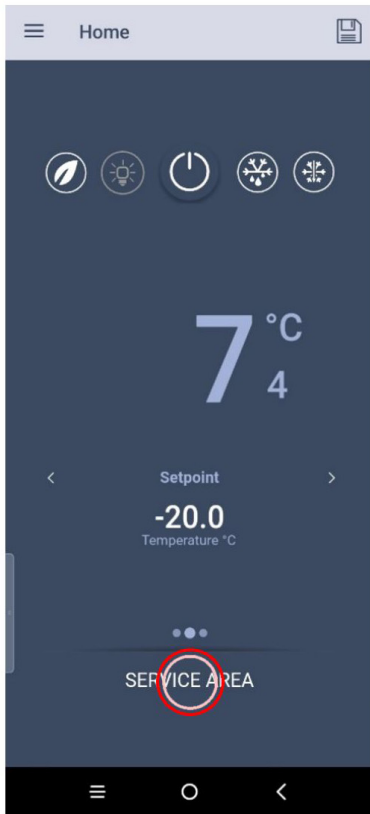 Home
7 °C
4
Setpoint
-20.0
Temperature °C
SERVICE AREA